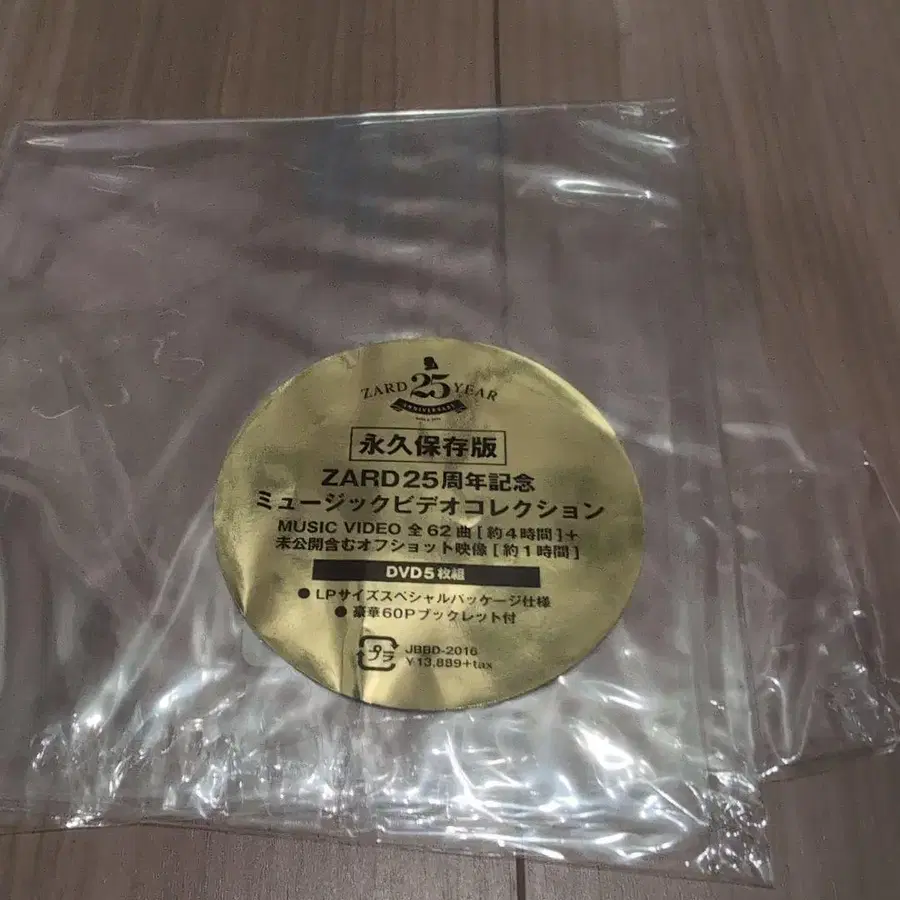 ZARD 25 YEAR
ANNIVERSARY
永久保存版
ZARD25周年記念
ミュージックビデオコレクション
MUSIC VIDEO 全62曲[約4時間]+
未公開含むオフショット映像[約1時間]
DVD5枚組
●LPサイズスペシャルパッケージ仕様
●豪華60Pブックレット付
プラ
JBBD-2016
¥13,889+tax